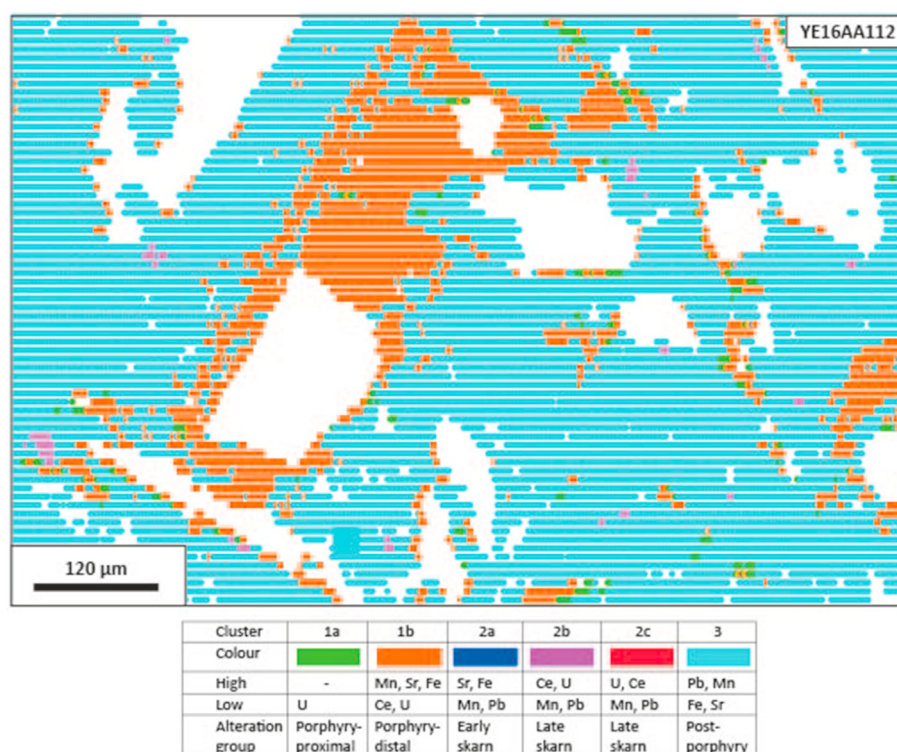 YE16AA112
120 µm
Cluster 1a 1b 2a 2b 2c 3
Colour
High - Mn, Sr, Fe Sr, Fe Ce, U U, Ce Pb, Mn
Low U Ce, U Mn, Pb Mn, Pb Mn, Pb Fe, Sr
Alteration Porphyry- Porphyry- Early Late Late Post-
group proximal distal skarn skarn skarn porphyry